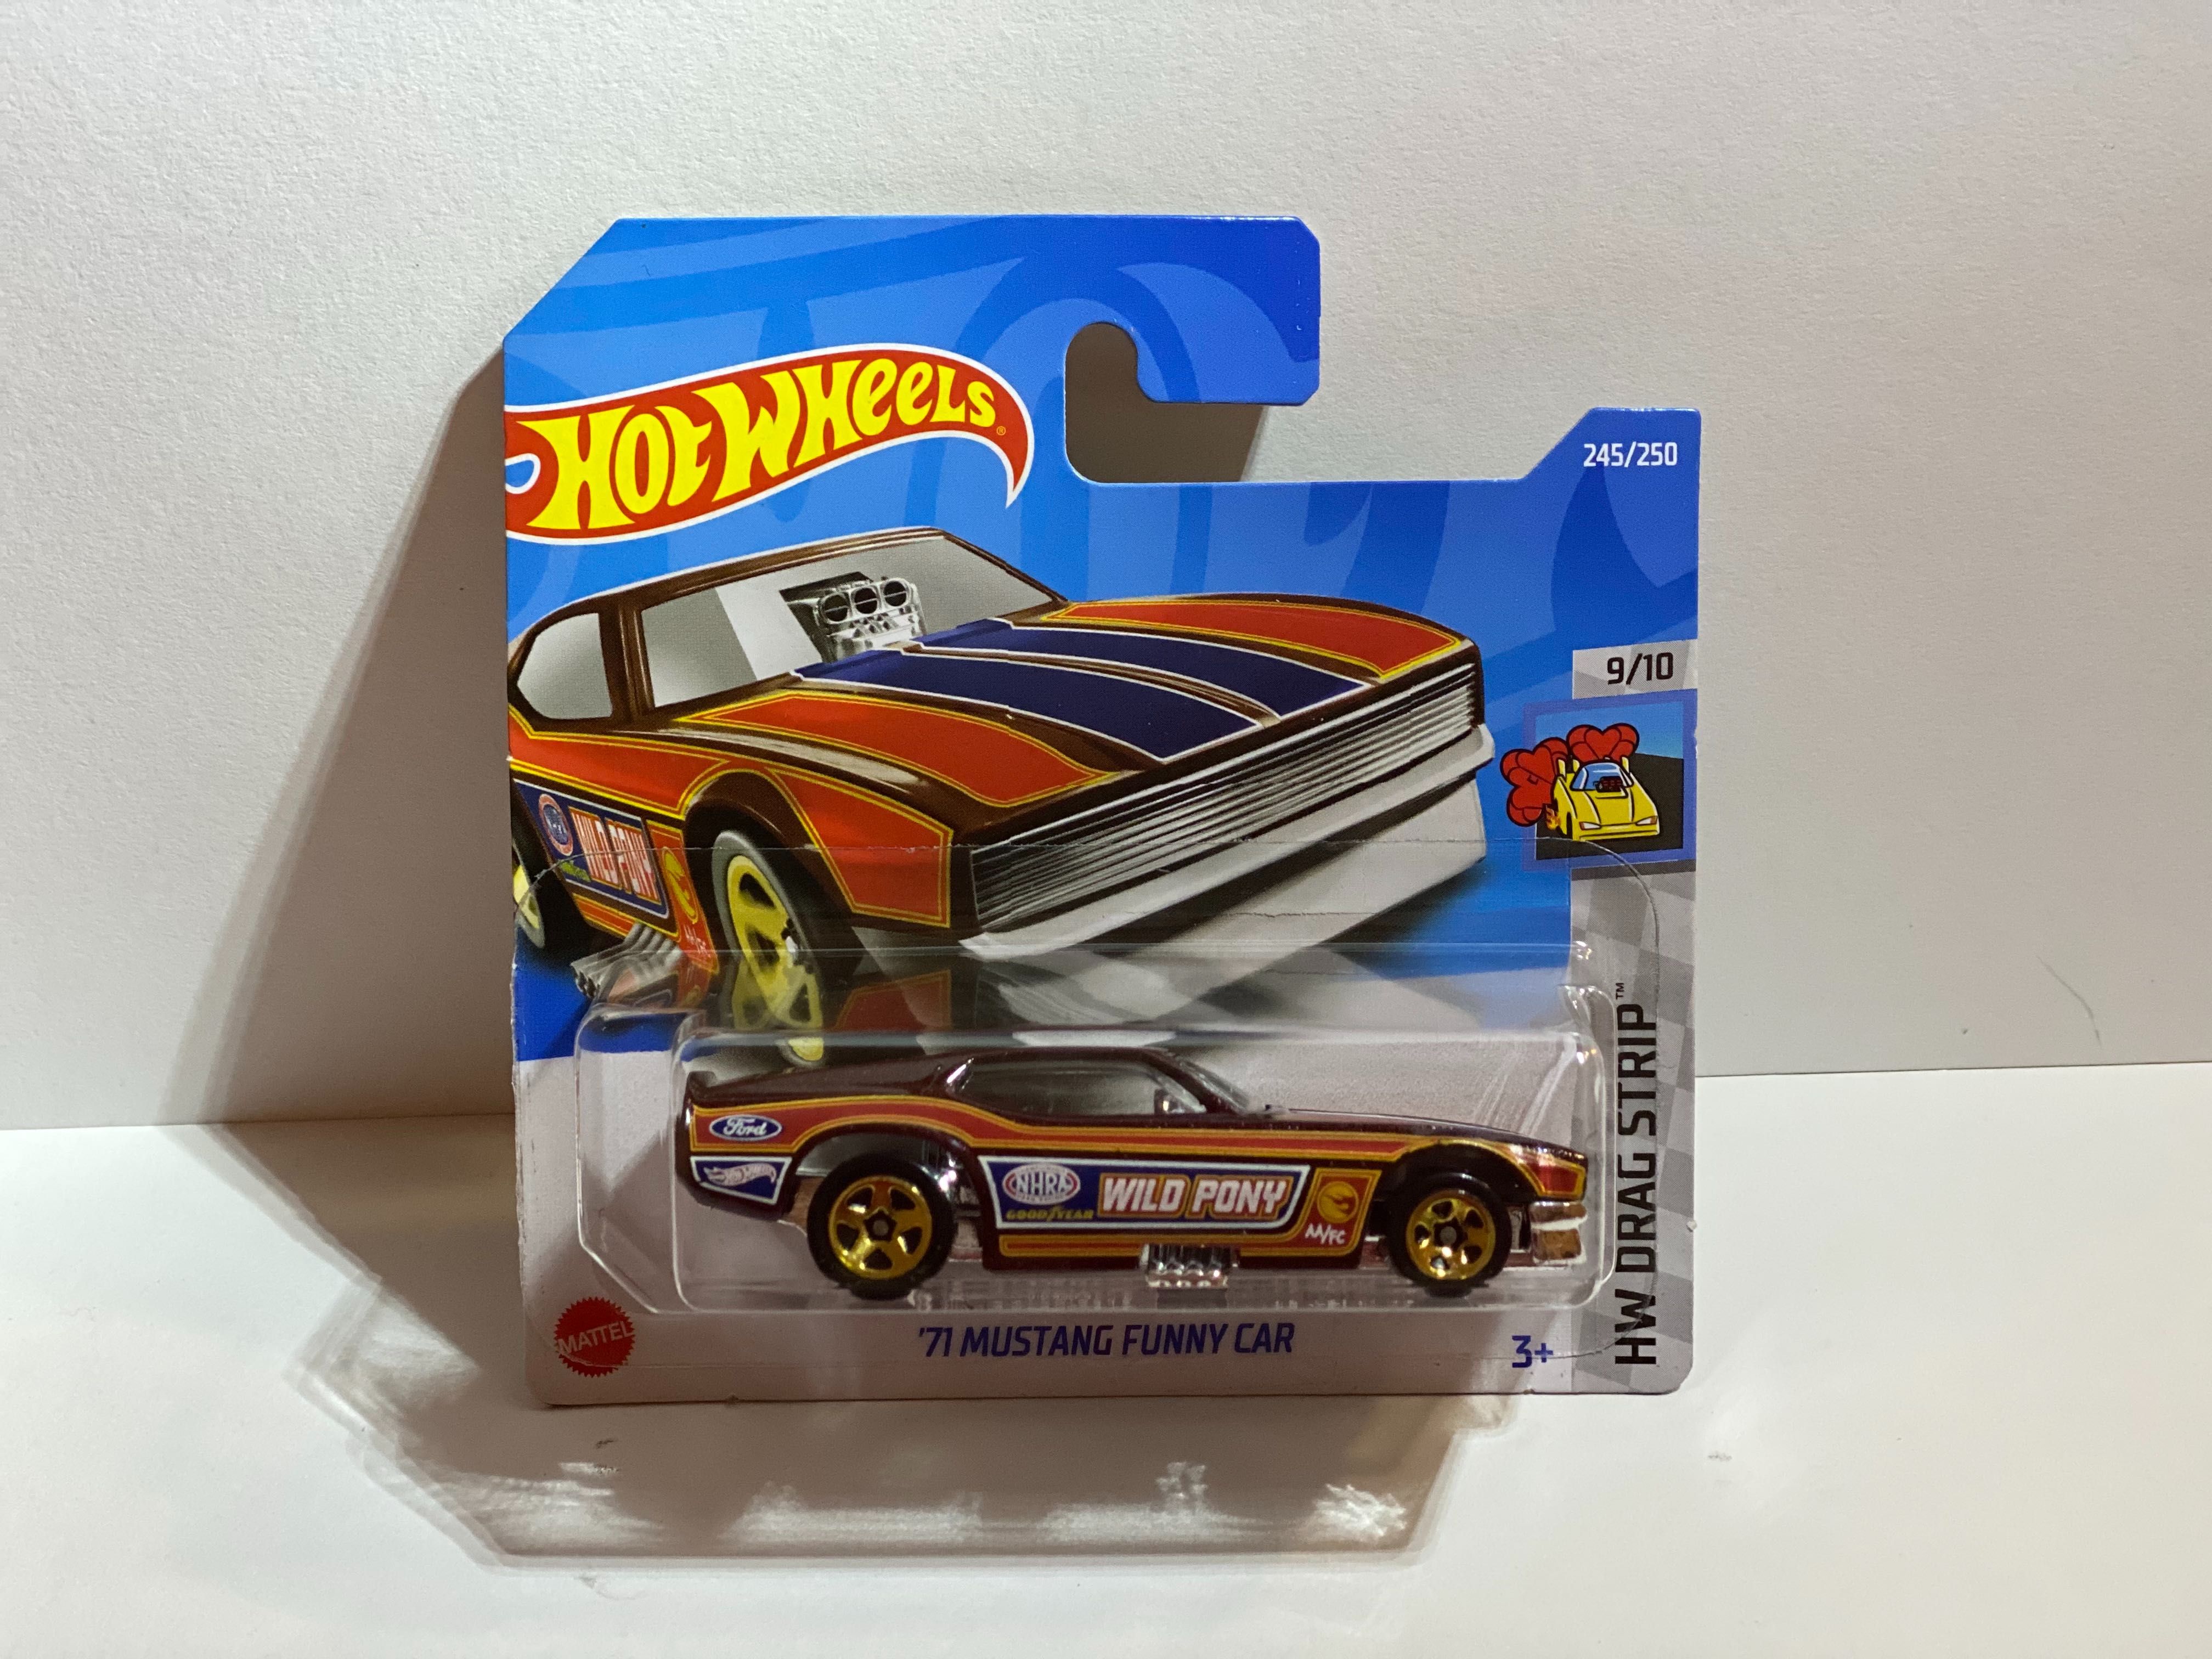 HOT WHEELS®
245/250
9/10
WILD PONY
HW DRAG STRIP™
Ford
Hot Wheels
NHRA
GOODYEAR
WILD PONY
AA/FC
MATTEL
'71 MUSTANG FUNNY CAR
3+